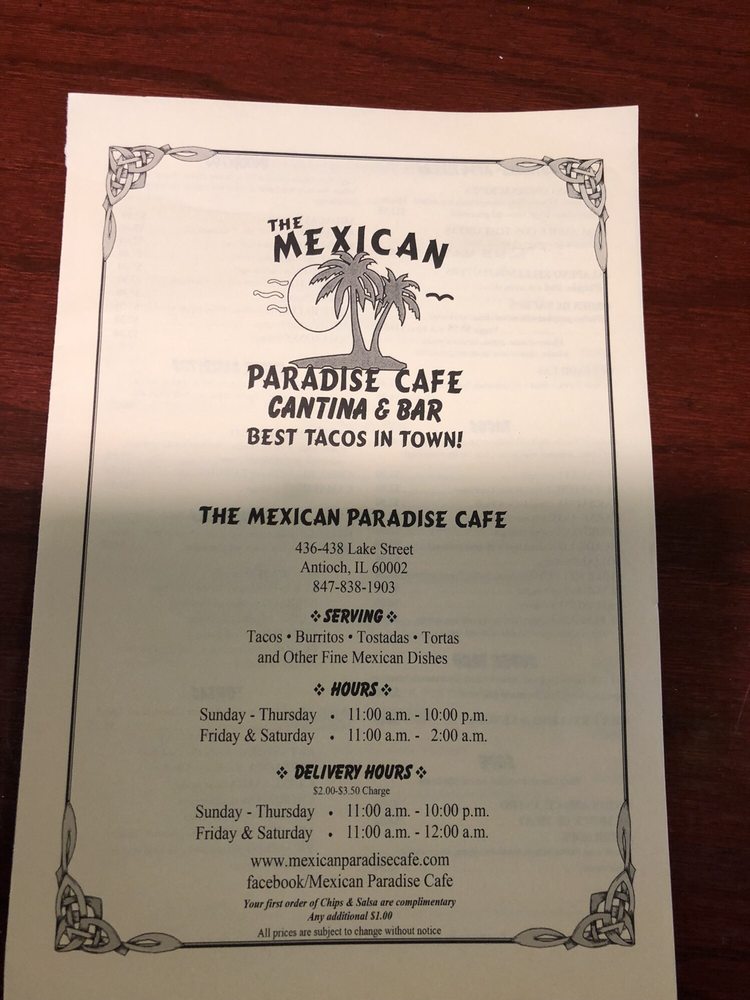 THE
MEXICAN
PARADISE CAFE
CANTINA & BAR
BEST TACOS IN TOWN!
THE MEXICAN PARADISE CAFE
436-438 Lake Street
Antioch, IL 60002
847-838-1903
❖ SERVING ❖
Tacos • Burritos • Tostadas • Tortas
and Other Fine Mexican Dishes
❖ HOURS ❖
Sunday - Thursday • 11:00 a.m. - 10:00 p.m.
Friday & Saturday • 11:00 a.m. - 2:00 a.m.
❖ DELIVERY HOURS ❖
$2.00-$3.50 Charge
Sunday - Thursday • 11:00 a.m. - 10:00 p.m.
Friday & Saturday • 11:00 a.m. - 12:00 a.m.
www.mexicanparadisecafe.com
facebook/Mexican Paradise Cafe
Your first order of Chips & Salsa are complimentary
Any additional $1.00
All prices are subject to change without notice